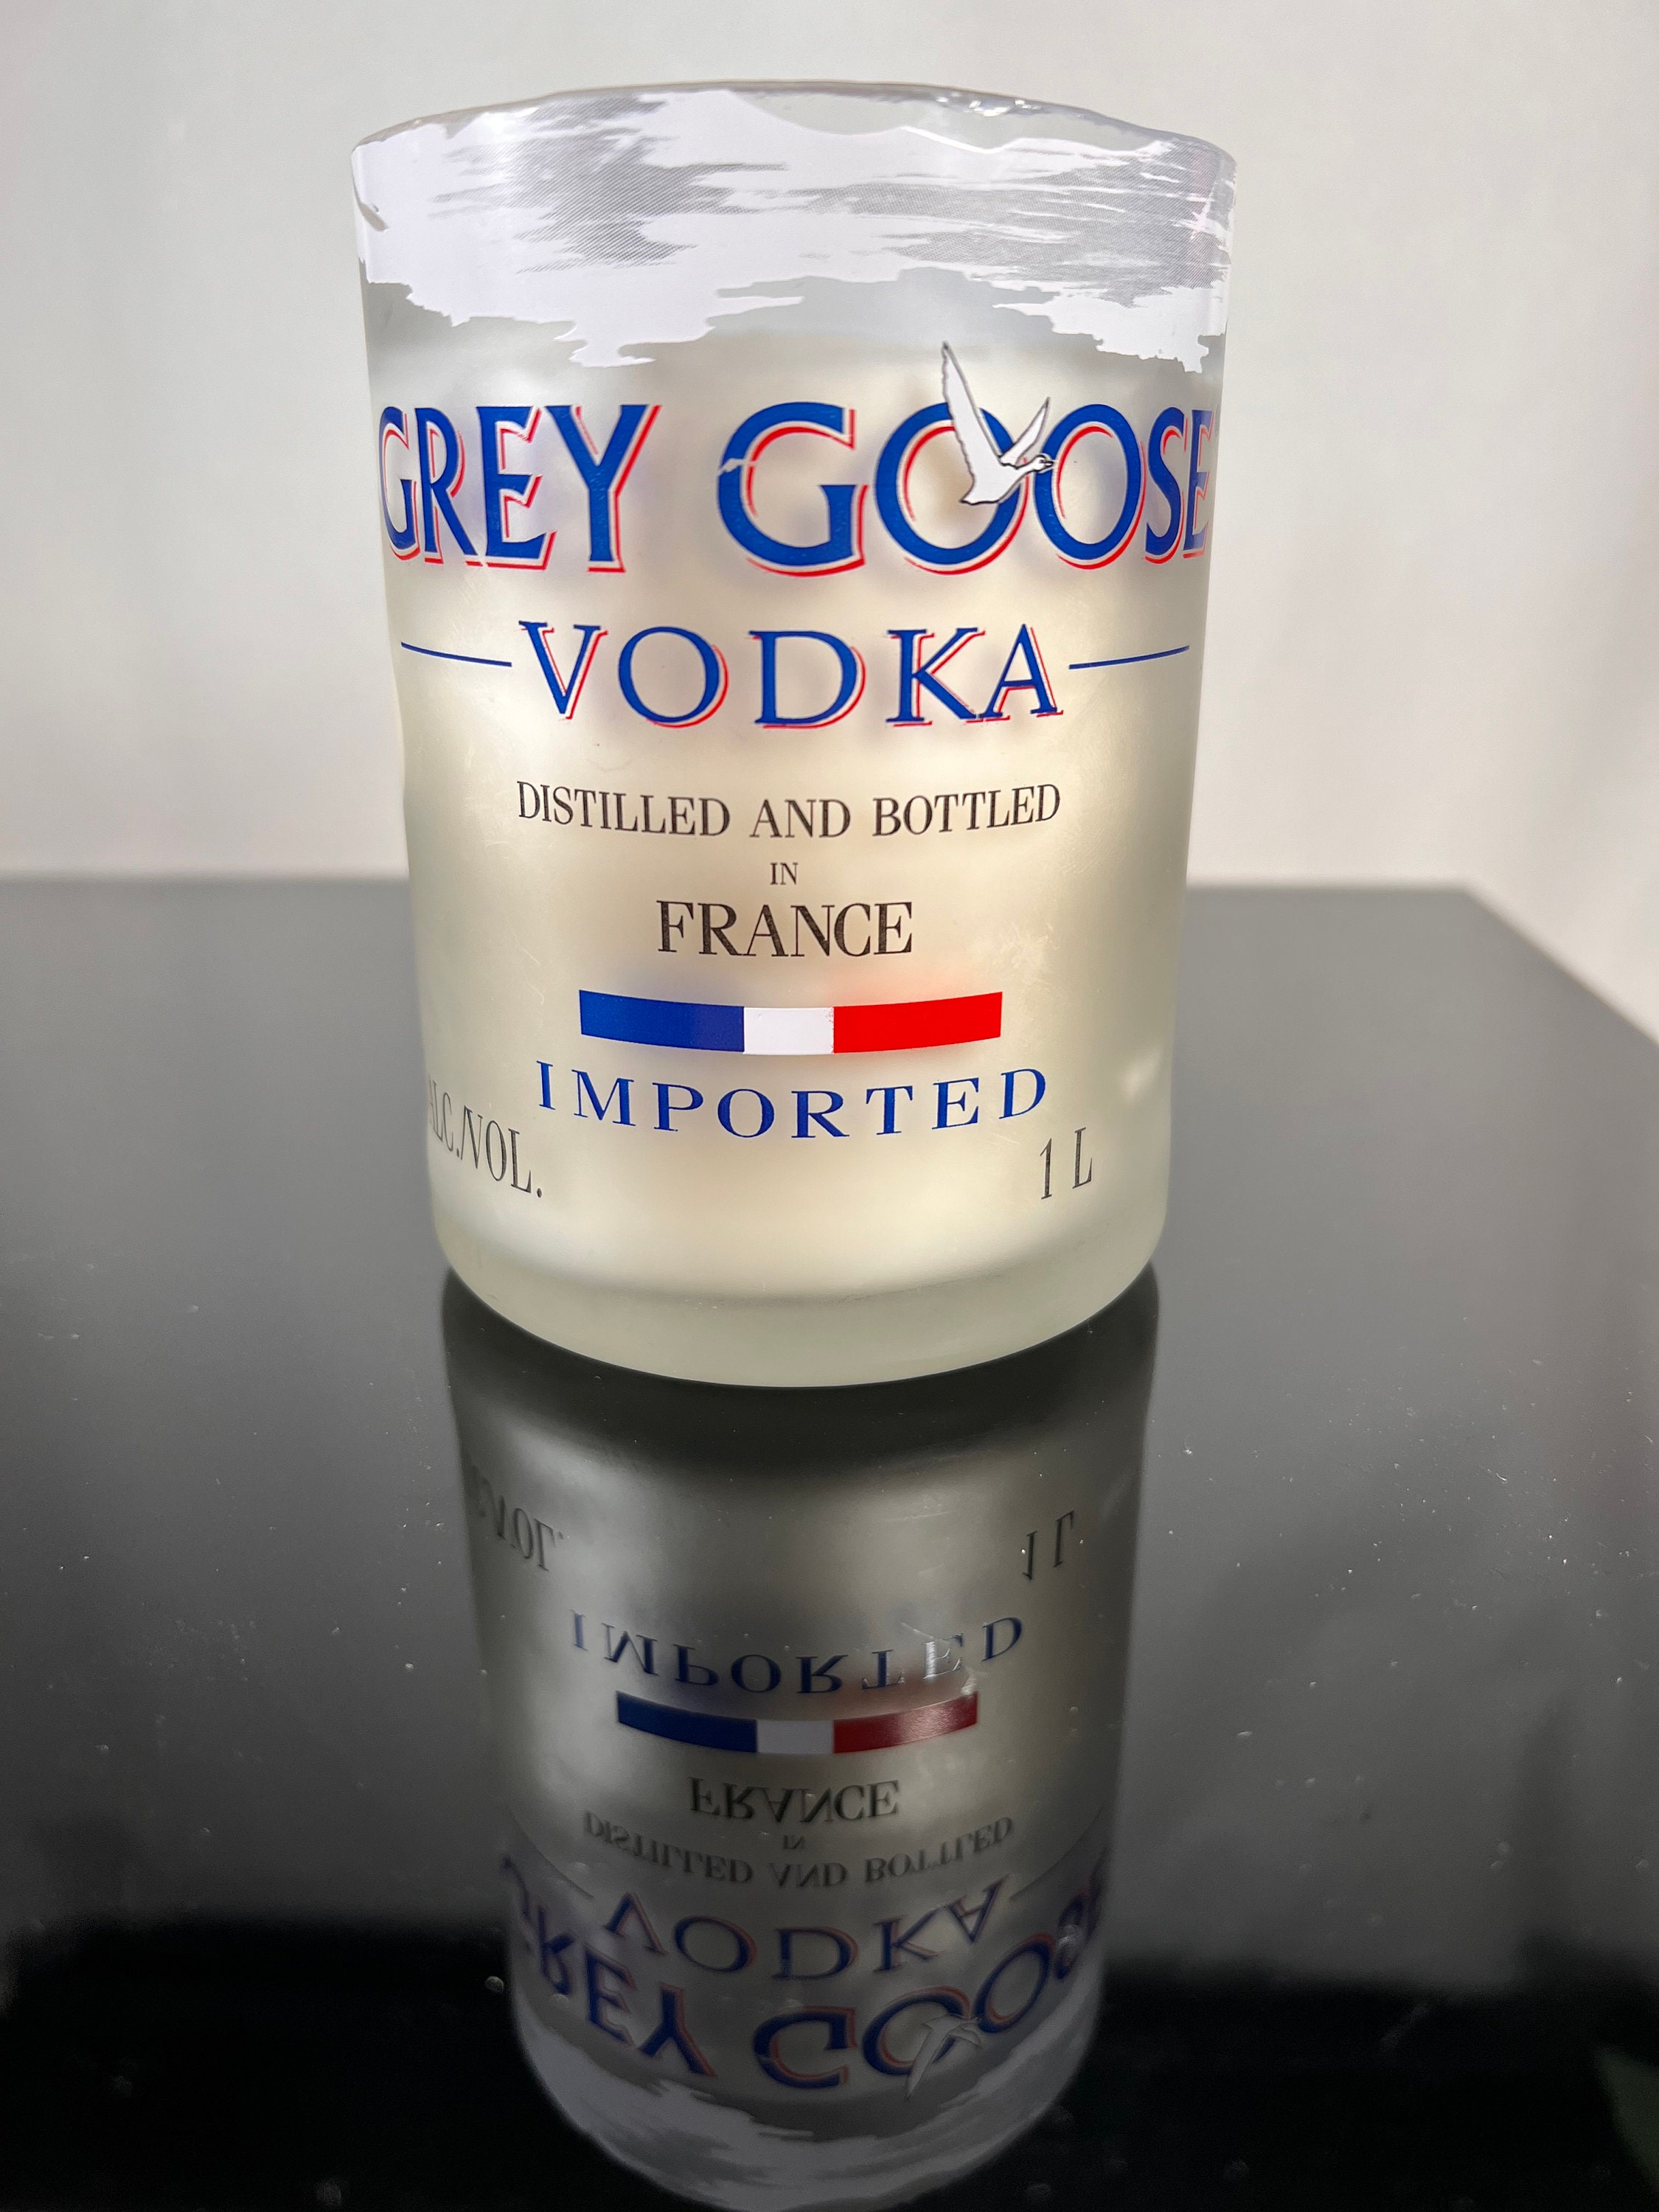 GREY GOOSE
VODKA
DISTILLED AND BOTTLED
IN
FRANCE
IMPORTED
ALC./VOL.
1 L